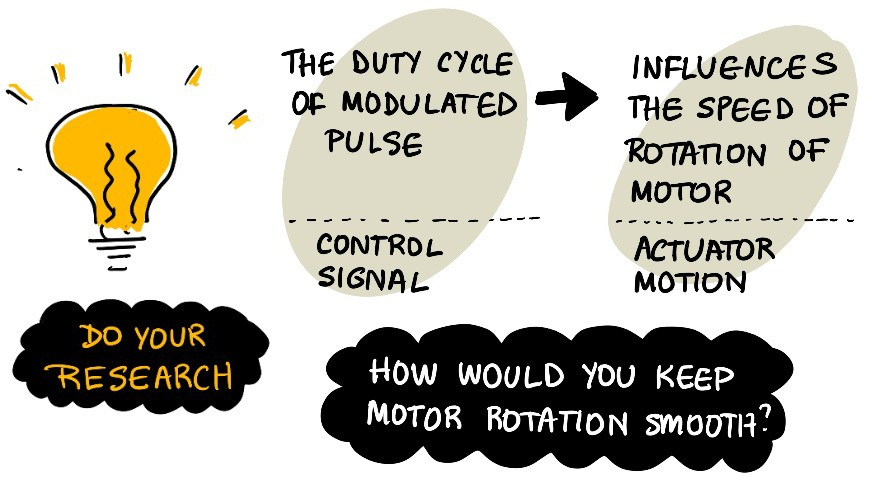 THE DUTY CYCLE
OF MODULATED
PULSE
CONTROL
SIGNAL
INFLUENCES
THE SPEED OF
ROTATION OF
MOTOR
ACTUATOR
MOTION
DO YOUR
RESEARCH
HOW WOULD YOU KEEP
MOTOR ROTATION SMOOTH?